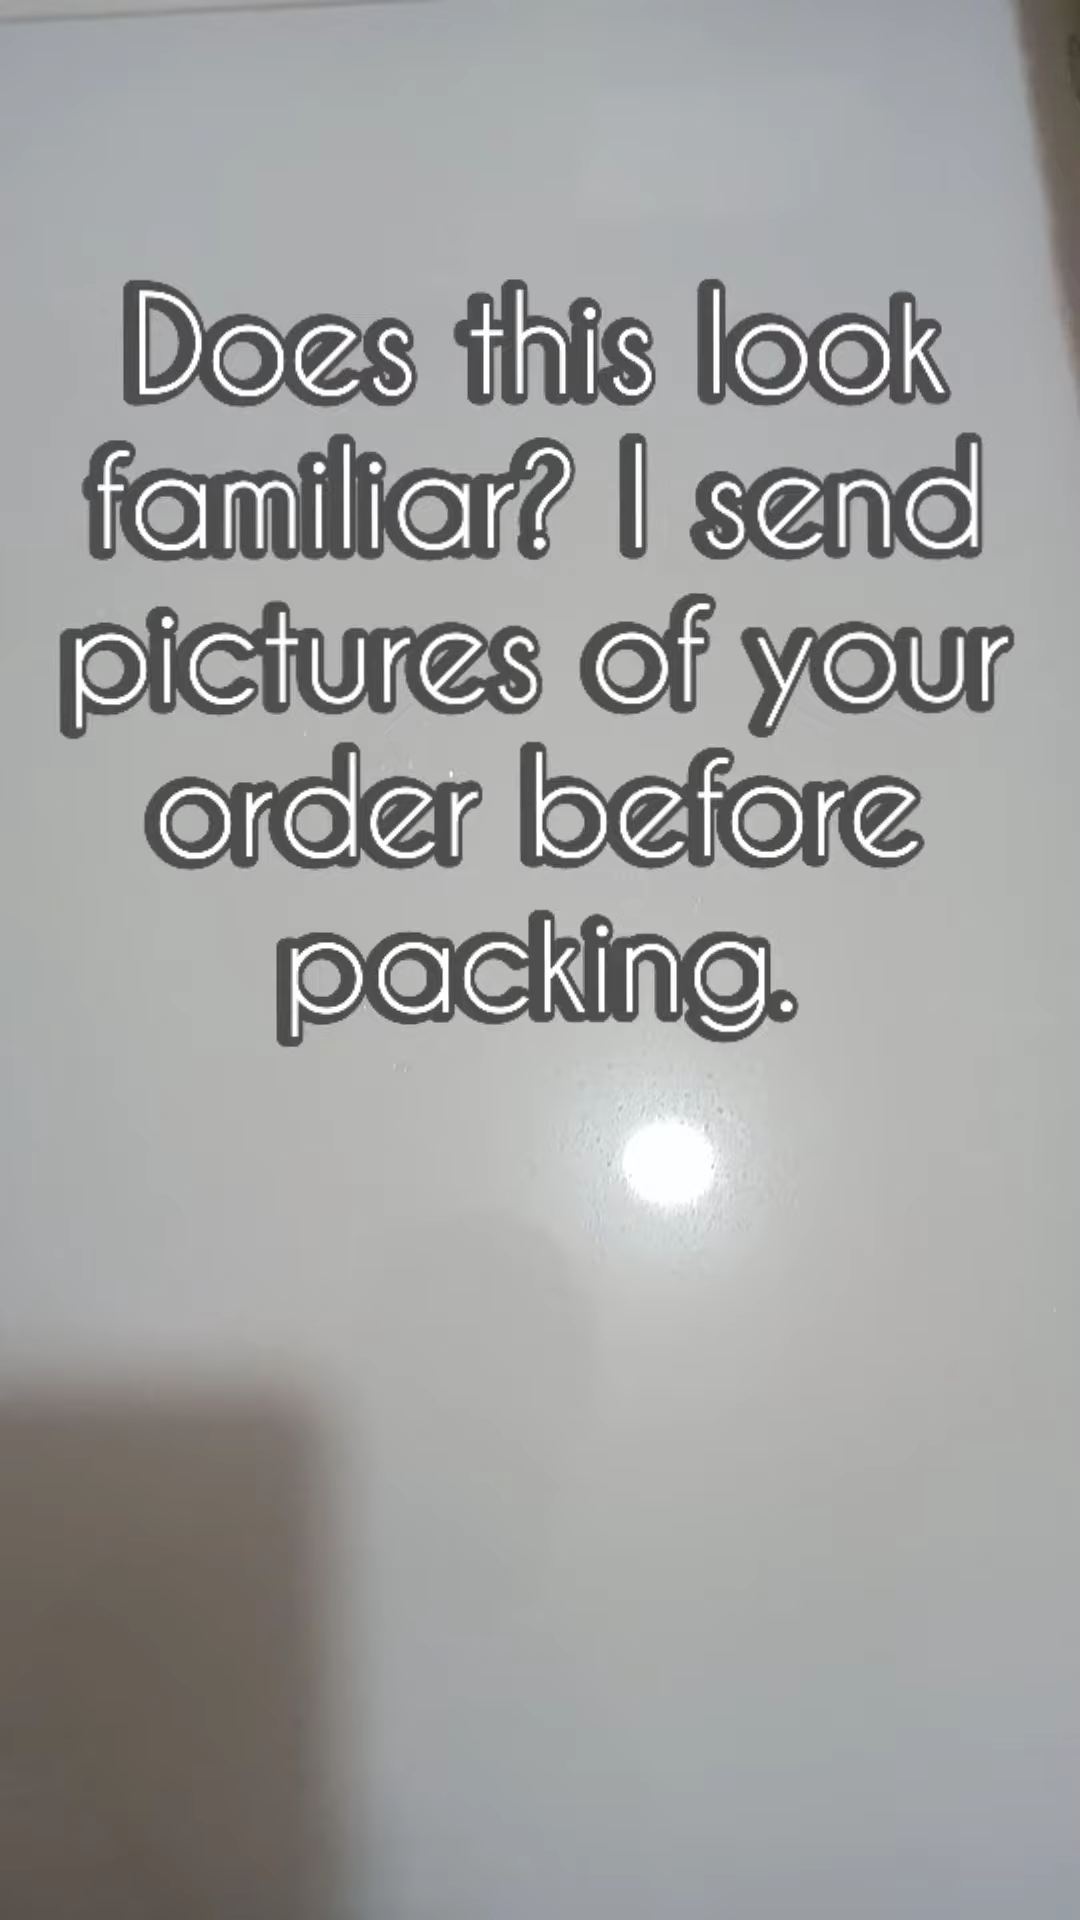 Does this look
familiar? I send
pictures of your
order before
packing.